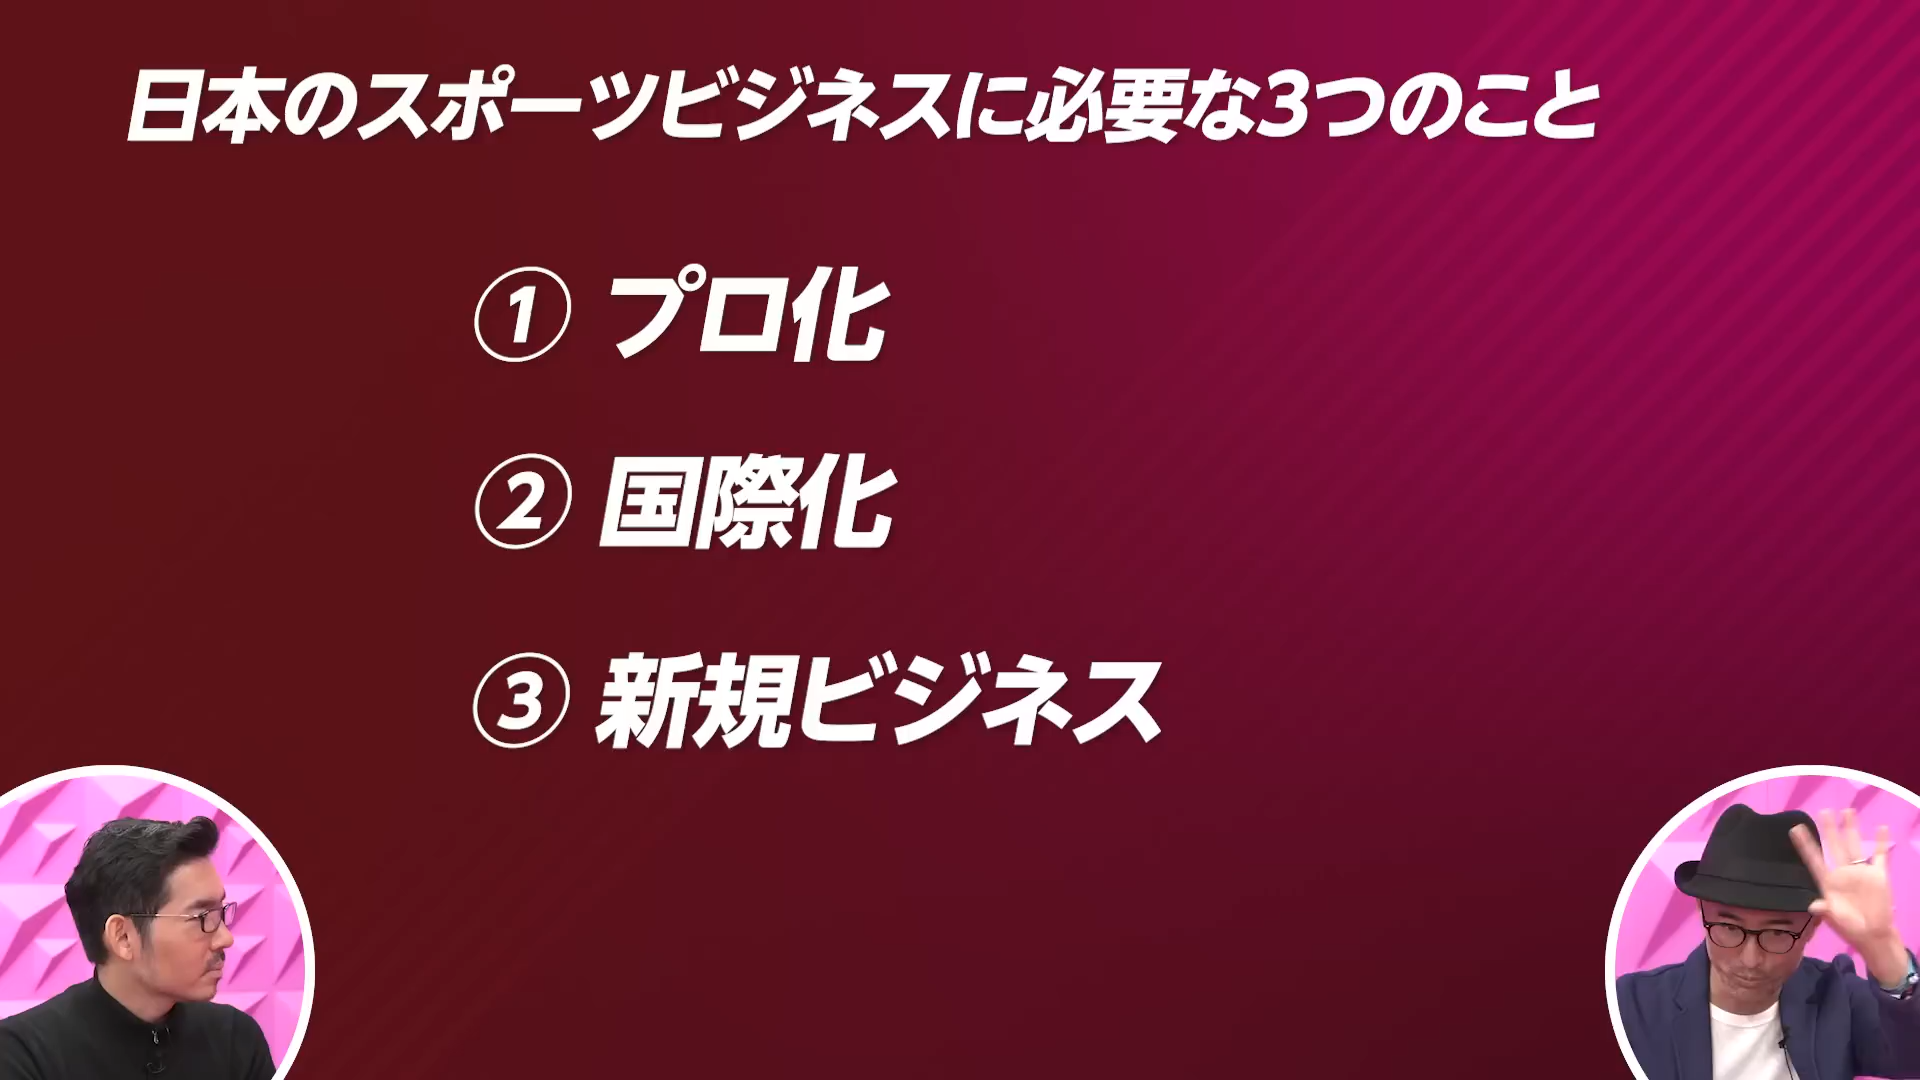 日本のスポーツビジネスに必要な3つのこと
① プロ化
② 国際化
③ 新規ビジネス